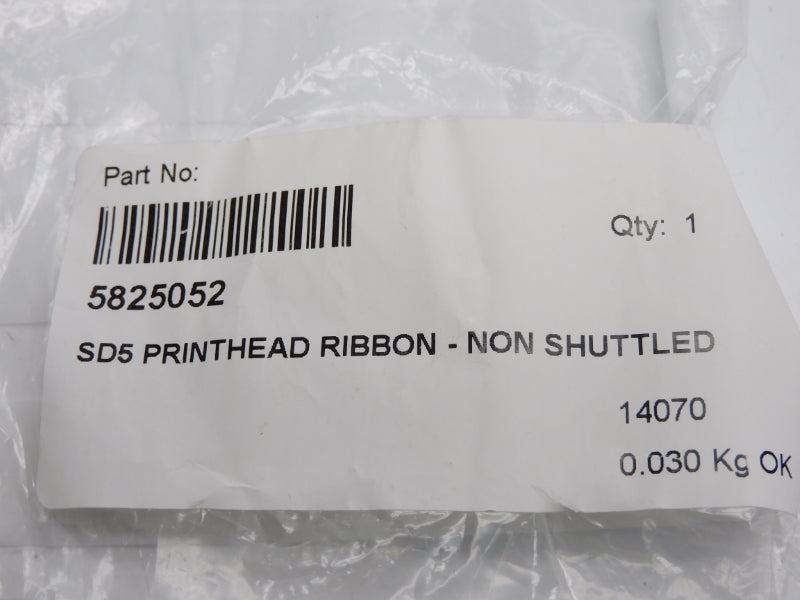 Part No:
Qty: 1
5825052
SD5 PRINTHEAD RIBBON - NON SHUTTLED
14070
0.030 Kg OK